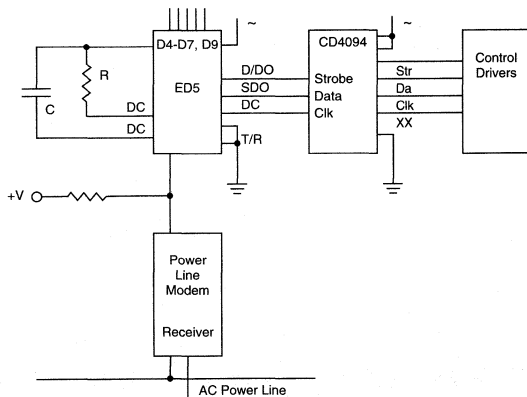 ~
~
D4-D7, D9
CD4094
R
D/DO
Strobe
Str
Control
Drivers
ED5
SDO
Data
Da
C
DC
DC
Clk
Clk
DC
T/R
XX
+V
Power
Line
Modem
Receiver
AC Power Line